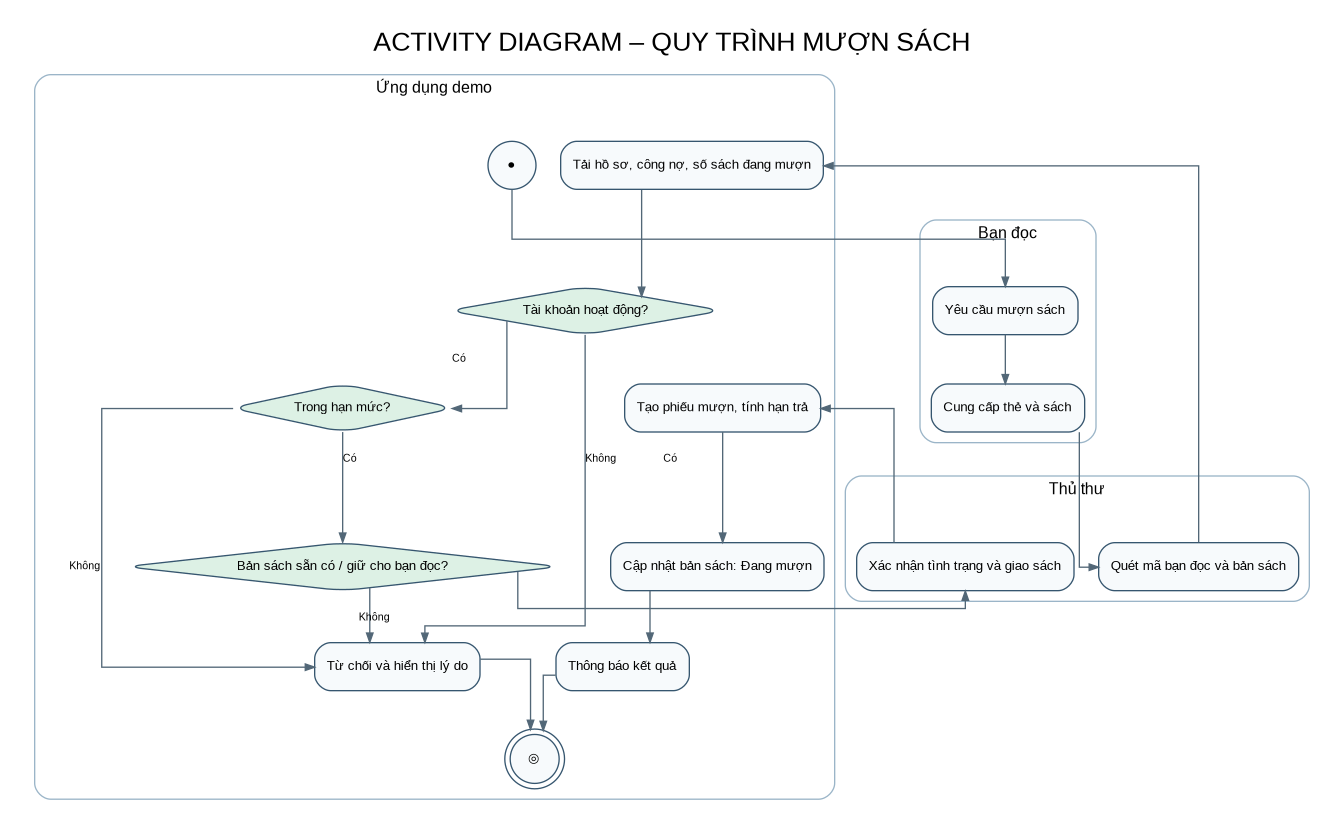 ACTIVITY DIAGRAM – QUY TRÌNH MƯỢN SÁCH
Ứng dụng demo
Tải hồ sơ, công nợ, số sách đang mượn
Bạn đọc
Tài khoản hoạt động?
Yêu cầu mượn sách
Có
Trong hạn mức?
Tạo phiếu mượn, tính hạn trả
Cung cấp thẻ và sách
Có
Không
Có
Thủ thư
Không
Bản sách sẵn có / giữ cho bạn đọc?
Cập nhật bản sách: Đang mượn
Xác nhận tình trạng và giao sách
Quét mã bạn đọc và bản sách
Không
Từ chối và hiển thị lý do
Thông báo kết quả